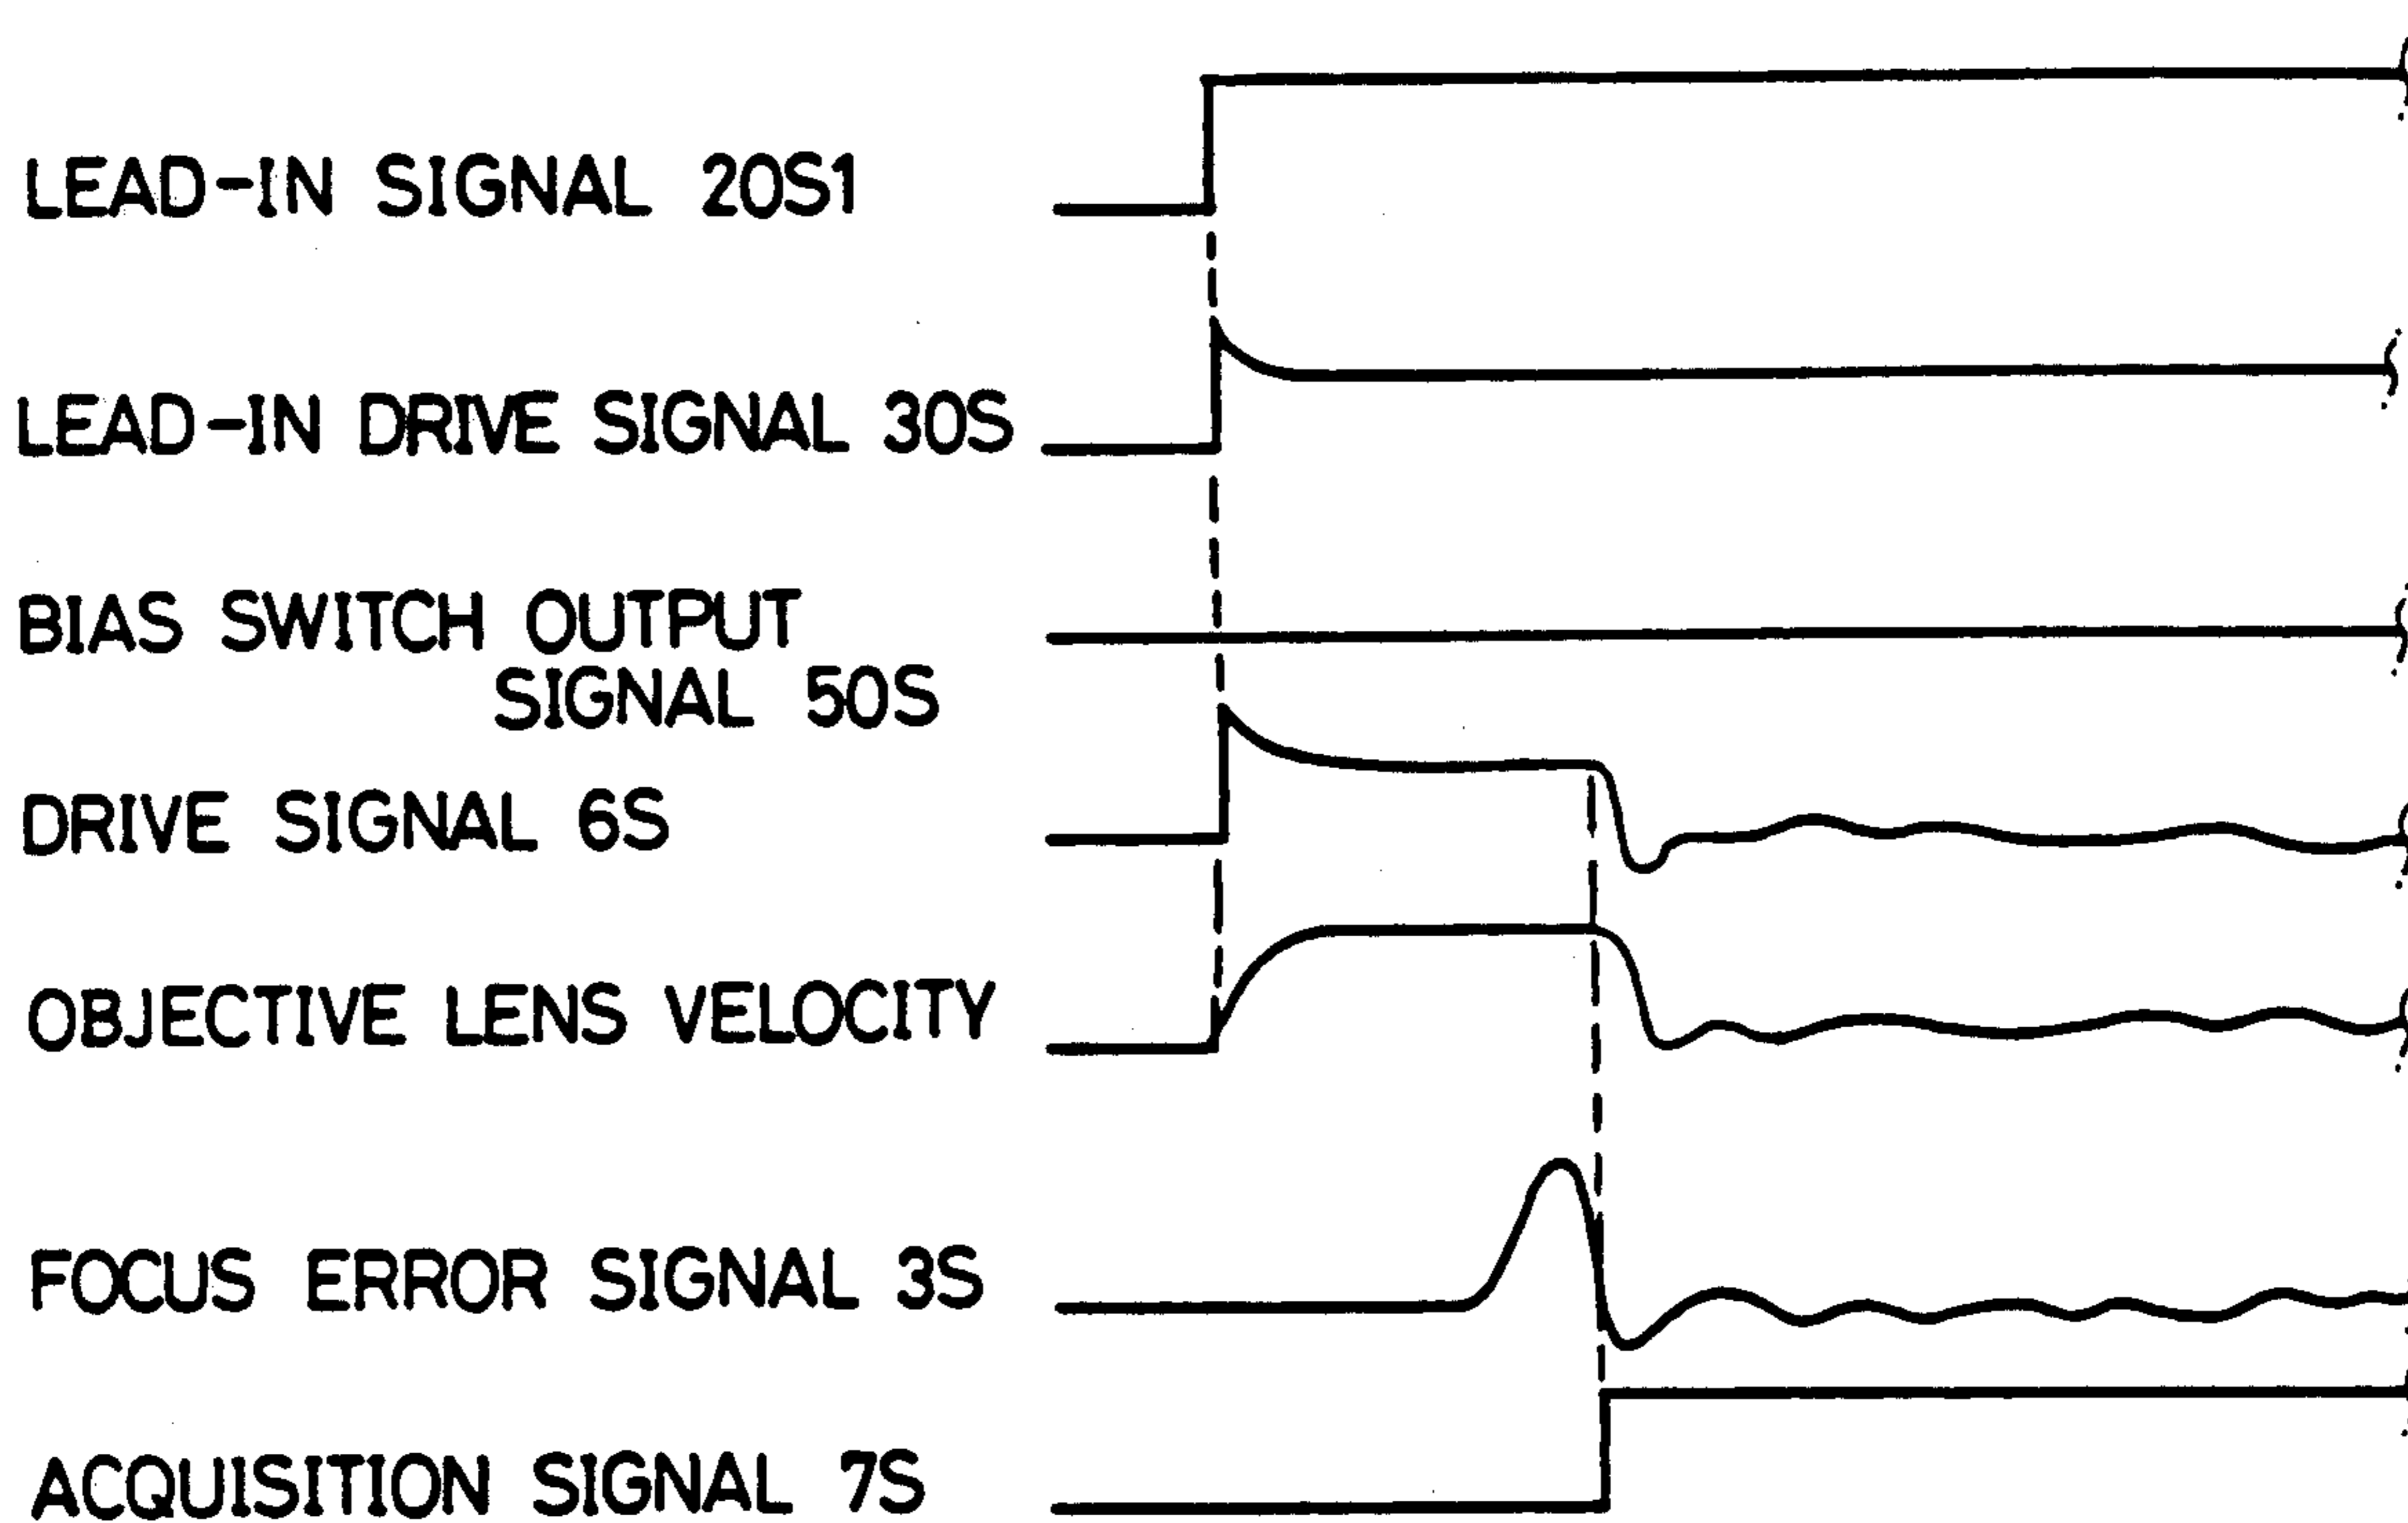 LEAD-IN SIGNAL 20S1
LEAD-IN DRIVE SIGNAL 30S
BIAS SWITCH OUTPUT
SIGNAL 50S
DRIVE SIGNAL 6S
OBJECTIVE LENS VELOCITY
FOCUS ERROR SIGNAL 3S
ACQUISITION SIGNAL 7S